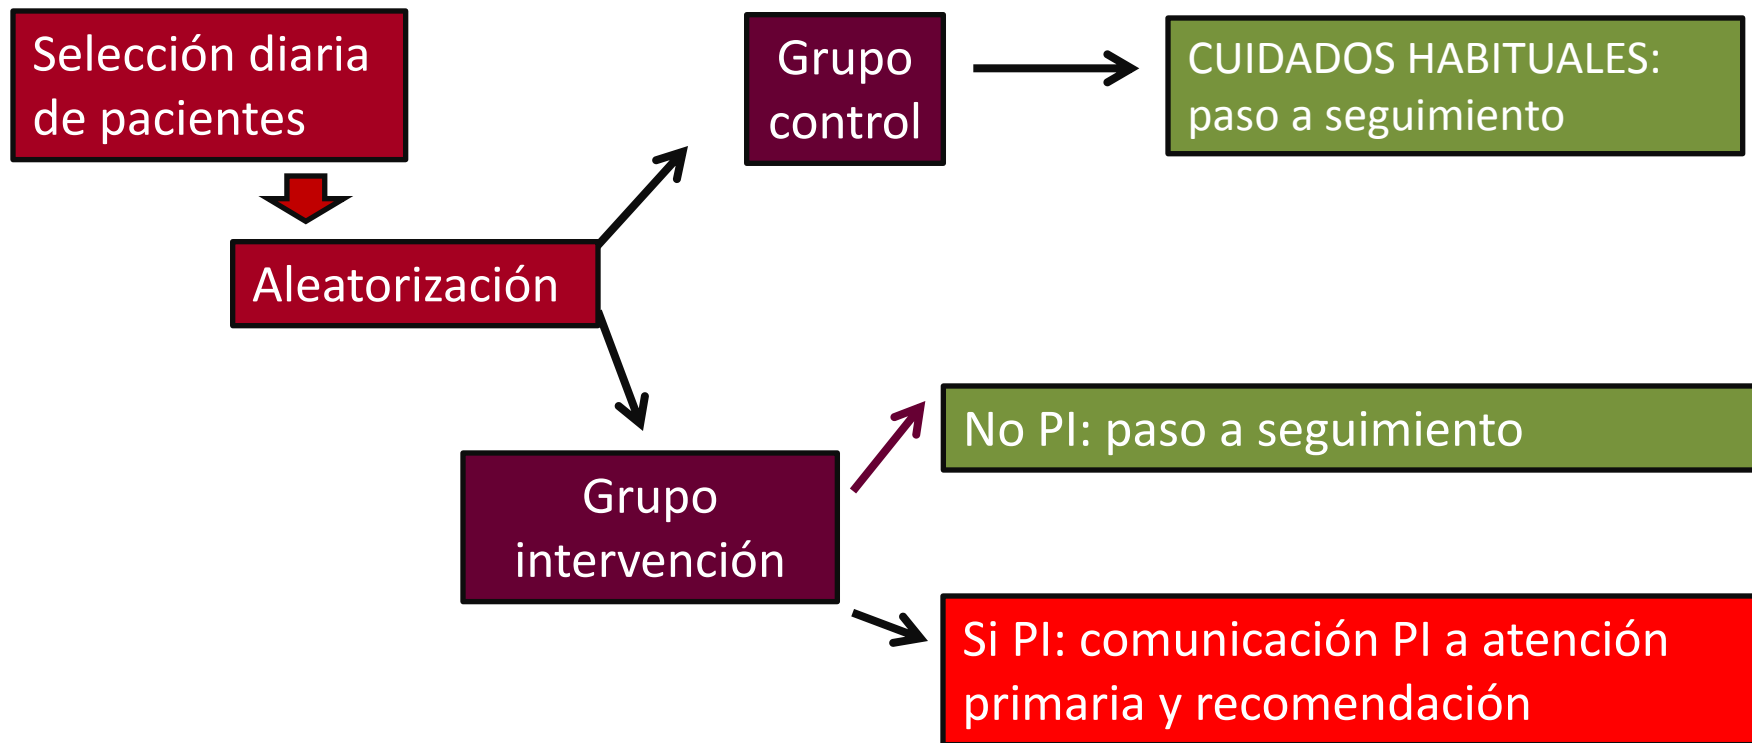 Selección diaria
de pacientes
Aleatorización
Grupo
control
CUIDADOS HABITUALES:
paso a seguimiento
Grupo
intervención
No PI: paso a seguimiento
Si PI: comunicación PI a atención
primaria y recomendación